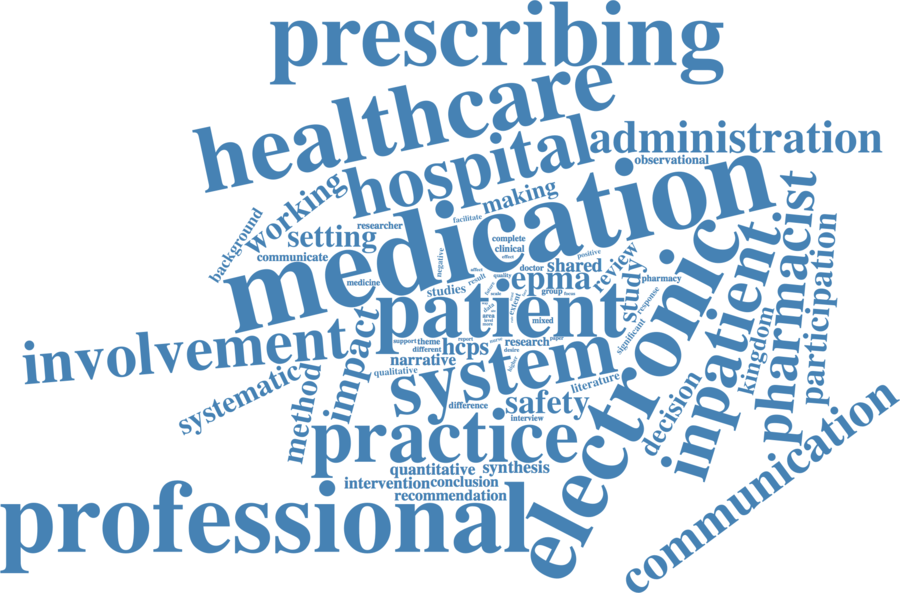 prescribing
healthcare
hospital
administration
observational
medication
working
making
background
setting
researcher
facilitate
communicate
complete
clinical
effect
positive
negative
doctor
shared
review
medicine
studies
result
quality
epma
group
study
pharmacy
pharmacist
participation
inpatient
electronic
patient
extent
mixed
area
response
significant
kingdom
involvement
impact
support
theme
different
hcps
report
research
desire
narrative
qualitative
system
literature
systematic
method
difference
safety
interview
decision
practice
quantitative
synthesis
intervention
conclusion
recommendation
professional
communication